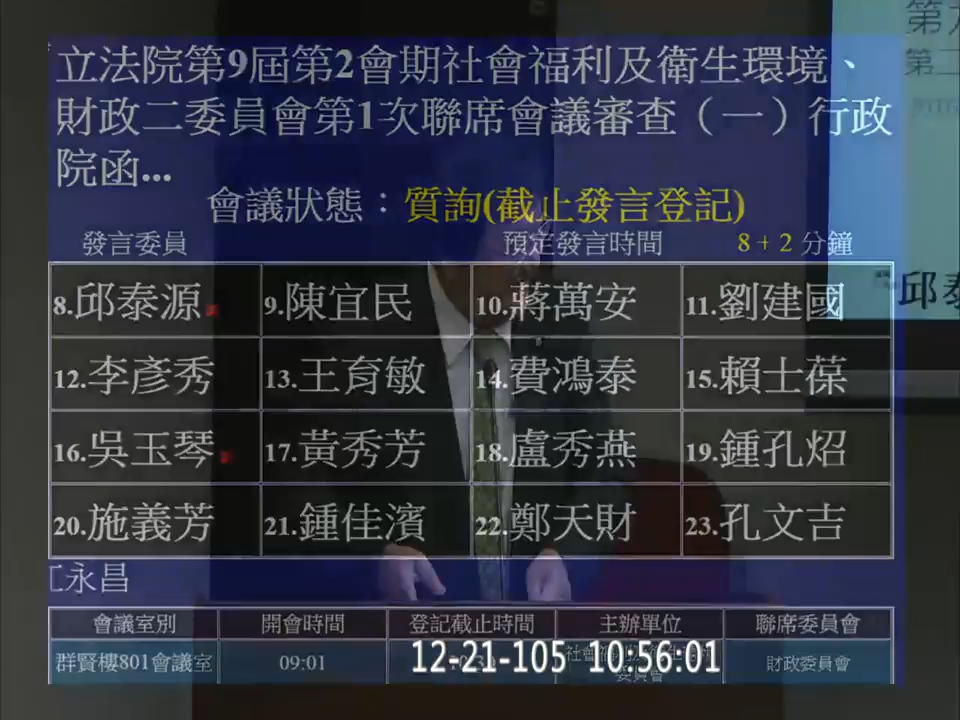 立法院第9屆第2會期社會福利及衛生環境、
財政二委員會第1次聯席會議審查（一）行政
院函...
會議狀態：質詢(截止發言登記)
發言委員 預定發言時間 8+2分鐘
8.邱泰源 9.陳宜民 10.蔣萬安 11.劉建國
12.李彥秀 13.王育敏 14.費鴻泰 15.賴士葆
16.吳玉琴 17.黃秀芳 18.盧秀燕 19.鍾孔炤
20.施義芳 21.鍾佳濱 22.鄭天財 23.孔文吉
江永昌
會議室別 開會時間 登記截止時間 主辦單位 聯席委員會
群賢樓801會議室 09:01 財政委員會
12-21-105 10:56:01
第
第二
邱泰